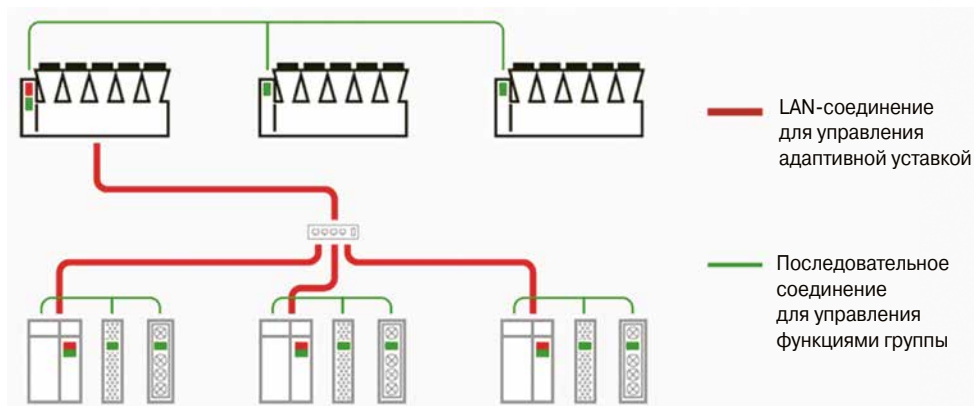 LAN-соединение
для управления
адаптивной уставкой
Последовательное
соединение
для управления
функциями группы